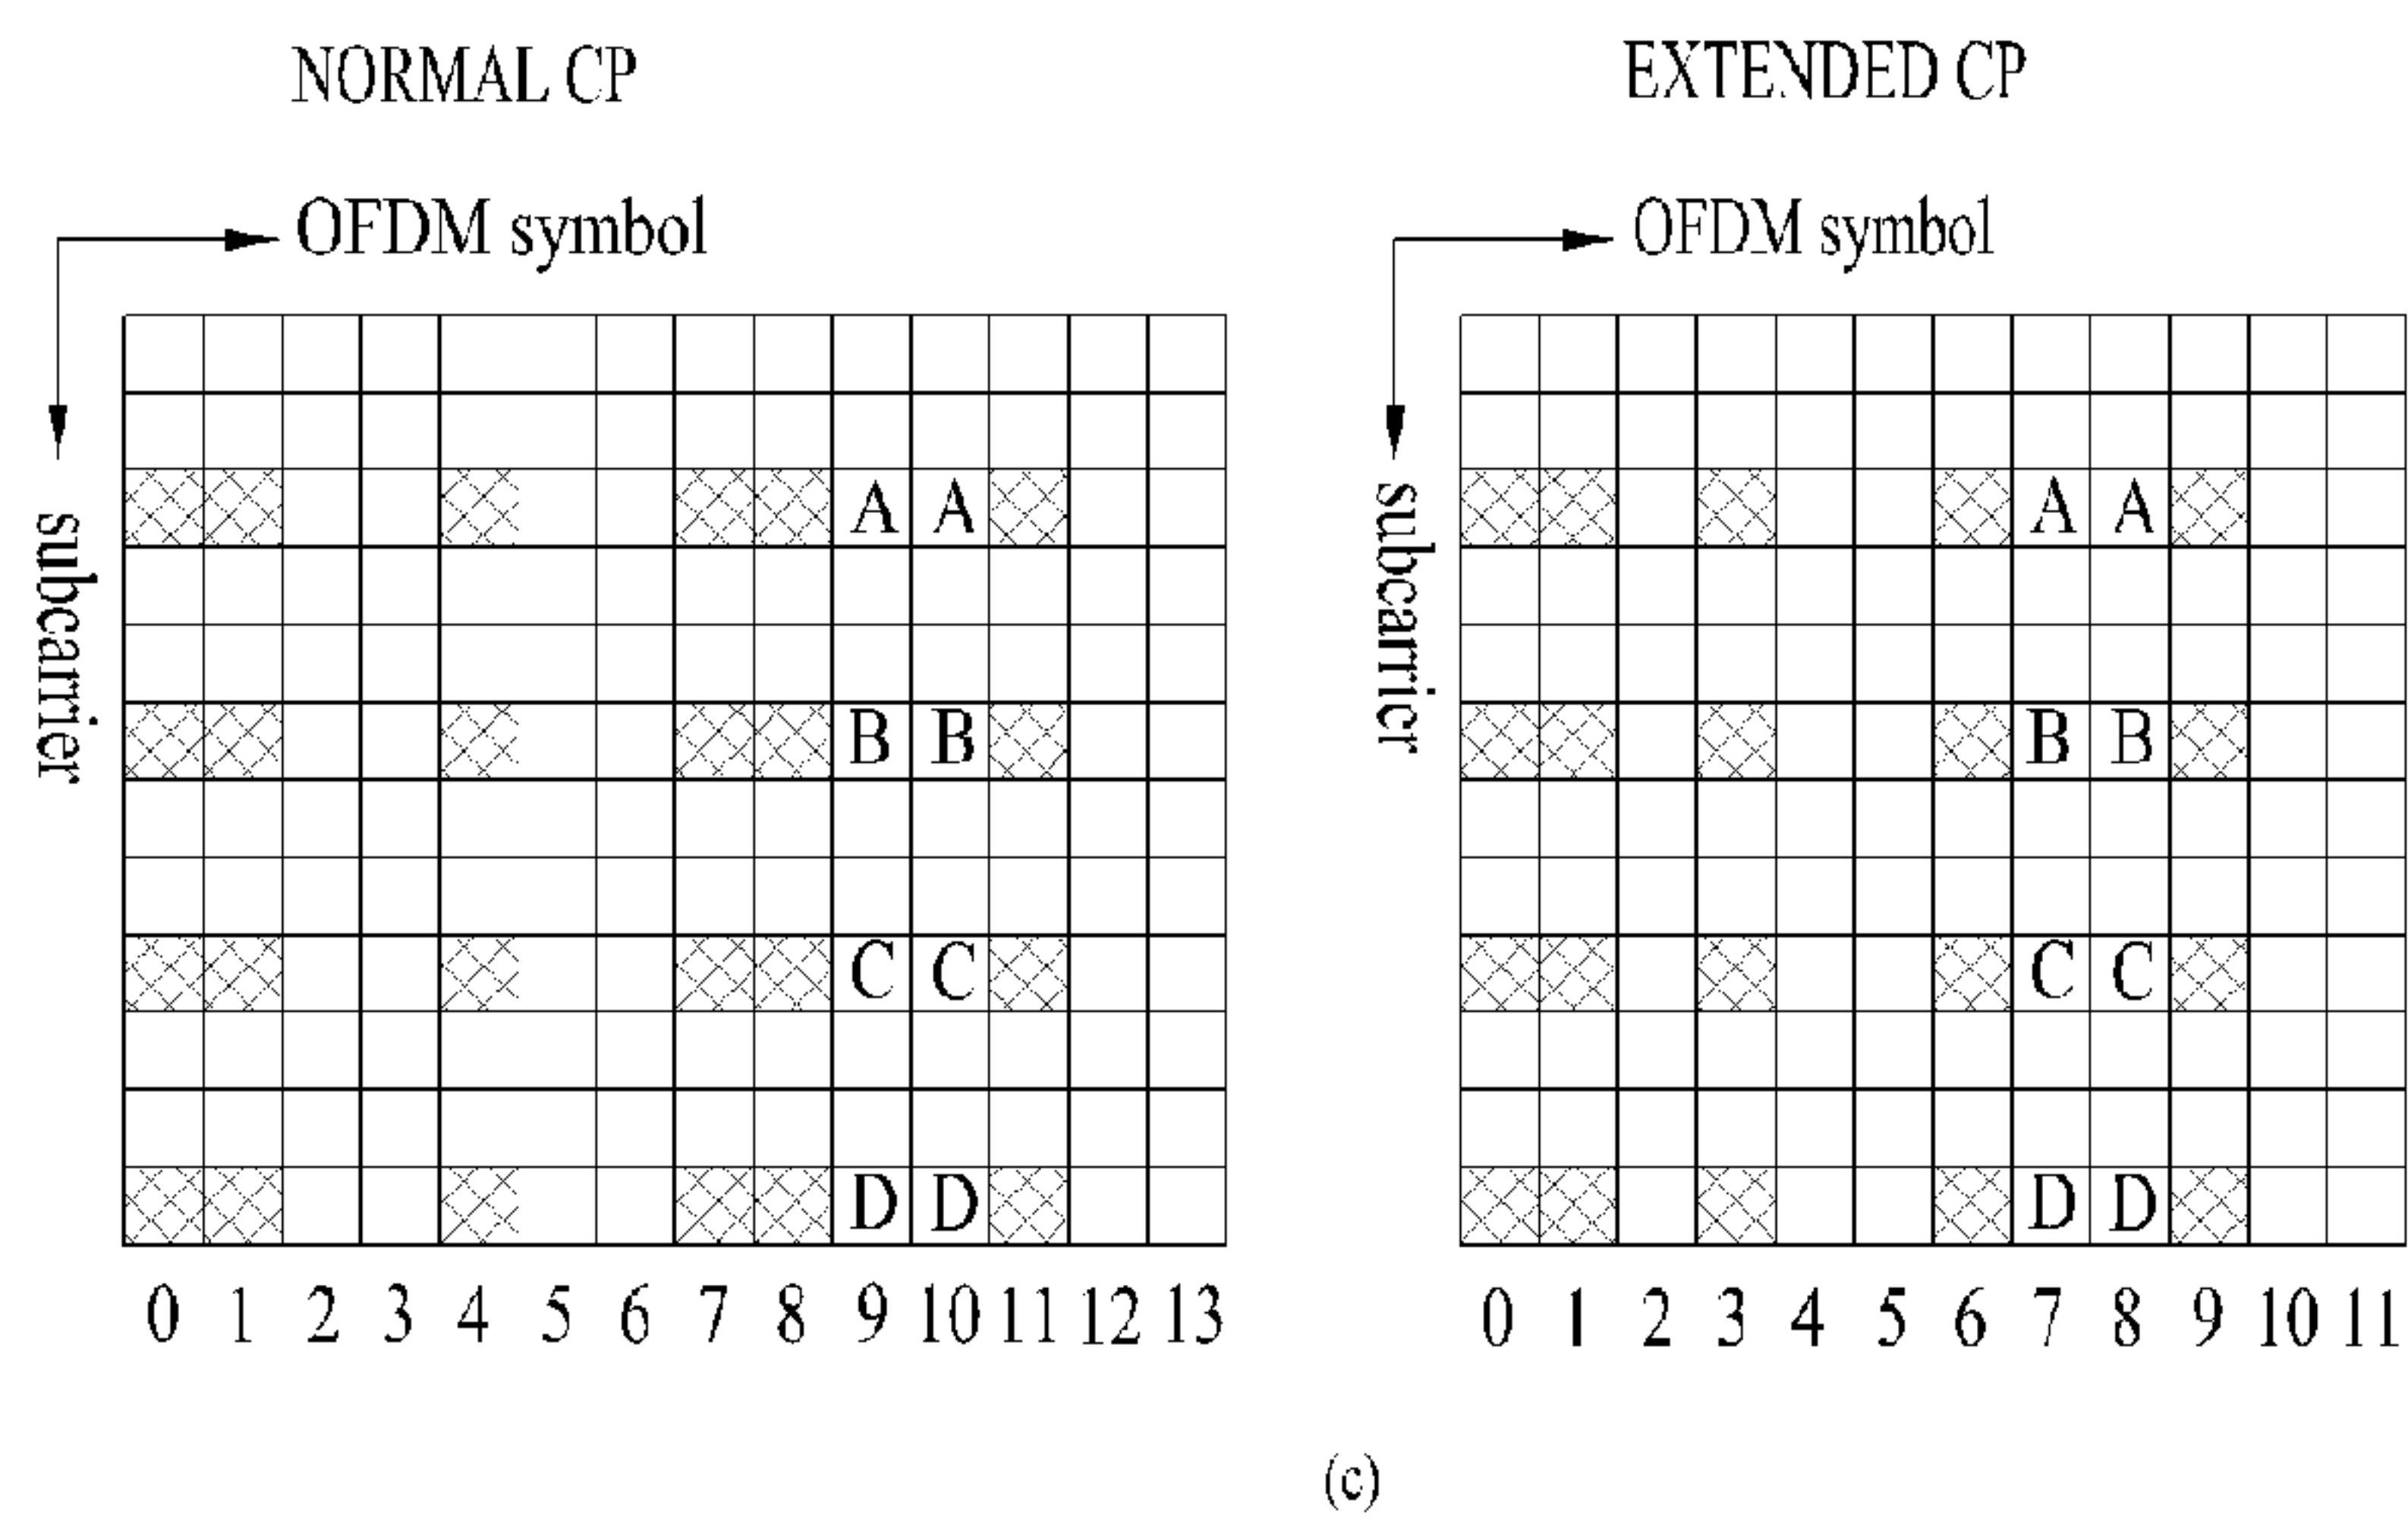 NORMAL CP
EXTENDED CP
OFDM symbol
OFDM symbol
subcarrier
subcarrier
A A
A A
B B
B B
C C
C C
D D
D D
0 1 2 3 4 5 6 7 8 9 10 11 12 13
0 1 2 3 4 5 6 7 8 9 10 11
(c)